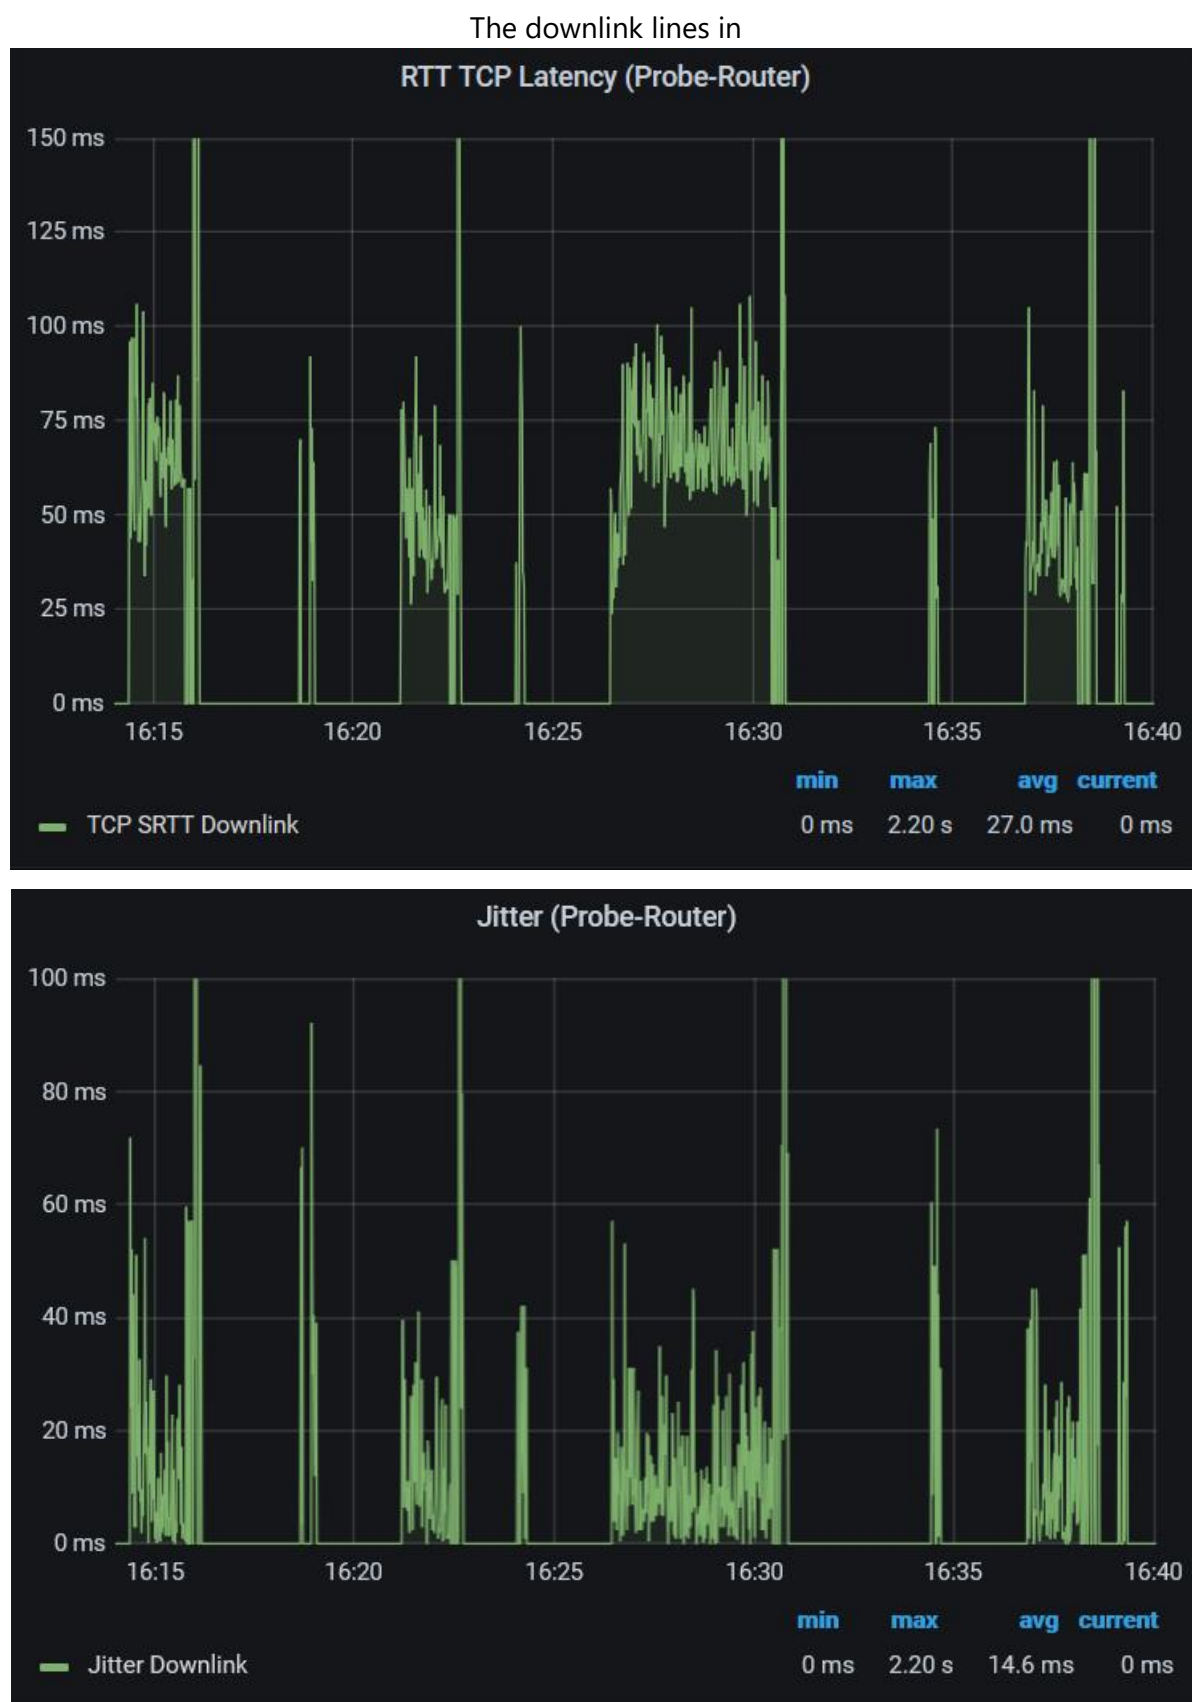 The downlink lines in
RTT TCP Latency (Probe-Router)
150 ms
125 ms
100 ms
75 ms
50 ms
25 ms
0 ms
16:15 16:20 16:25 16:30 16:35 16:40
min max avg current
TCP SRTT Downlink 0 ms 2.20 s 27.0 ms 0 ms
Jitter (Probe-Router)
100 ms
80 ms
60 ms
40 ms
20 ms
0 ms
16:15 16:20 16:25 16:30 16:35 16:40
min max avg current
Jitter Downlink 0 ms 2.20 s 14.6 ms 0 ms